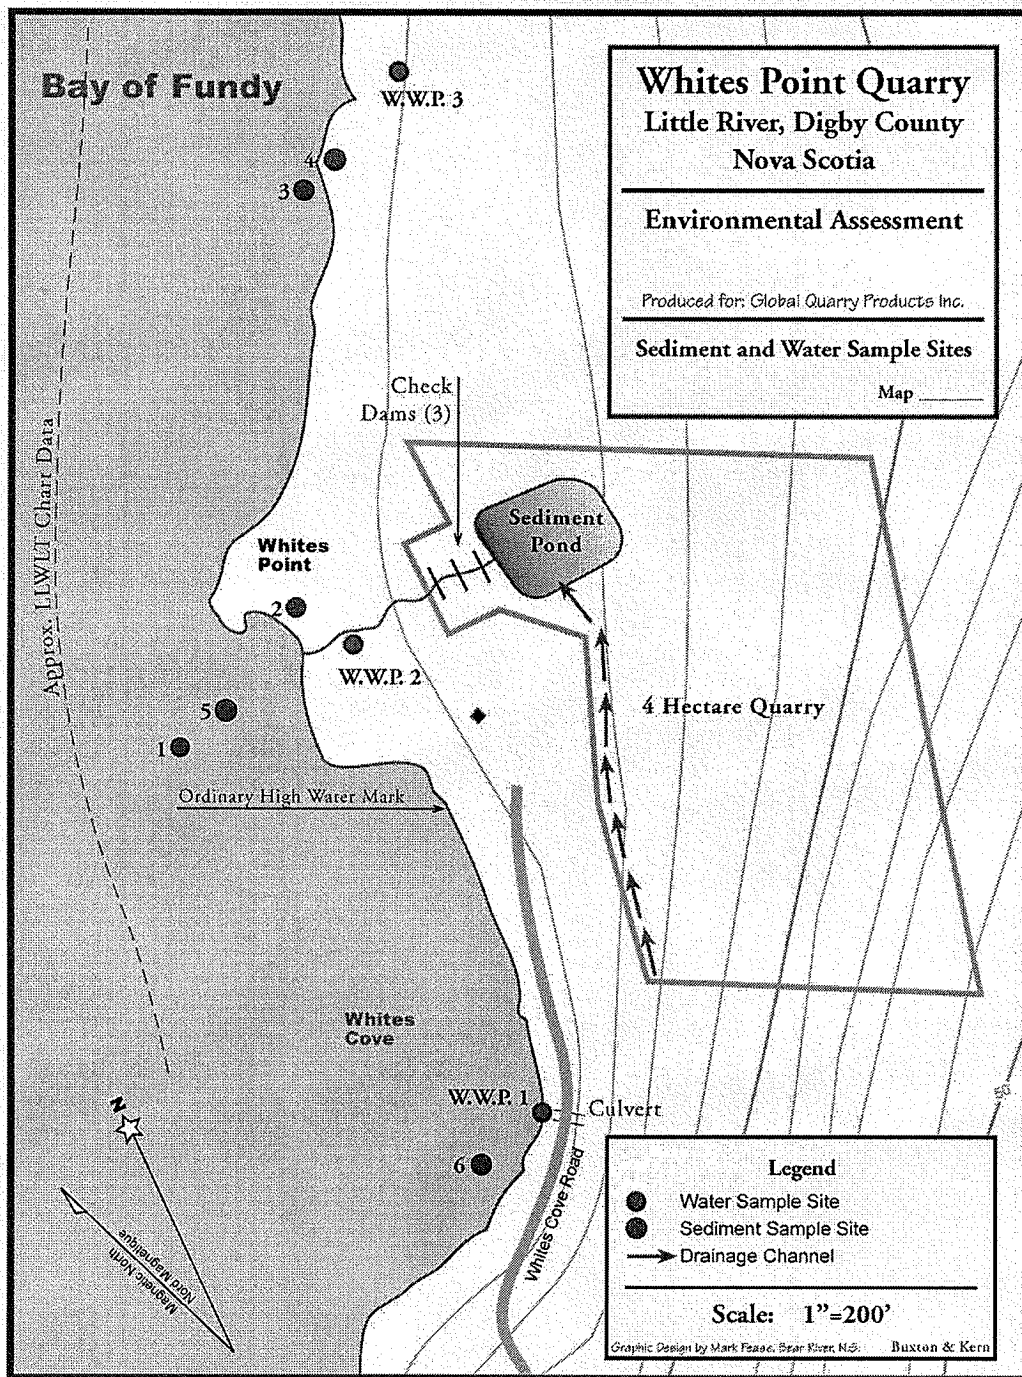 Bay of Fundy
W.W.P. 3
4
3
Whites Point Quarry
Little River, Digby County
Nova Scotia
Environmental Assessment
Produced for: Global Quarry Products Inc.
Sediment and Water Sample Sites
Map
Check
Dams (3)
Approx. LLWLT Chart Data
Sediment
Pond
Whites
Point
2
W.W.P. 2
5
1
4 Hectare Quarry
Ordinary High Water Mark
Whites
Cove
W.W.P. 1
Culvert
6
Whites Cove Road
N
Magnetic North
Nord Magnetique
Legend
Water Sample Site
Sediment Sample Site
Drainage Channel
Scale: 1”=200’
Graphic Design by Mark Fease, Bear River, N.S.
Buxton & Kern